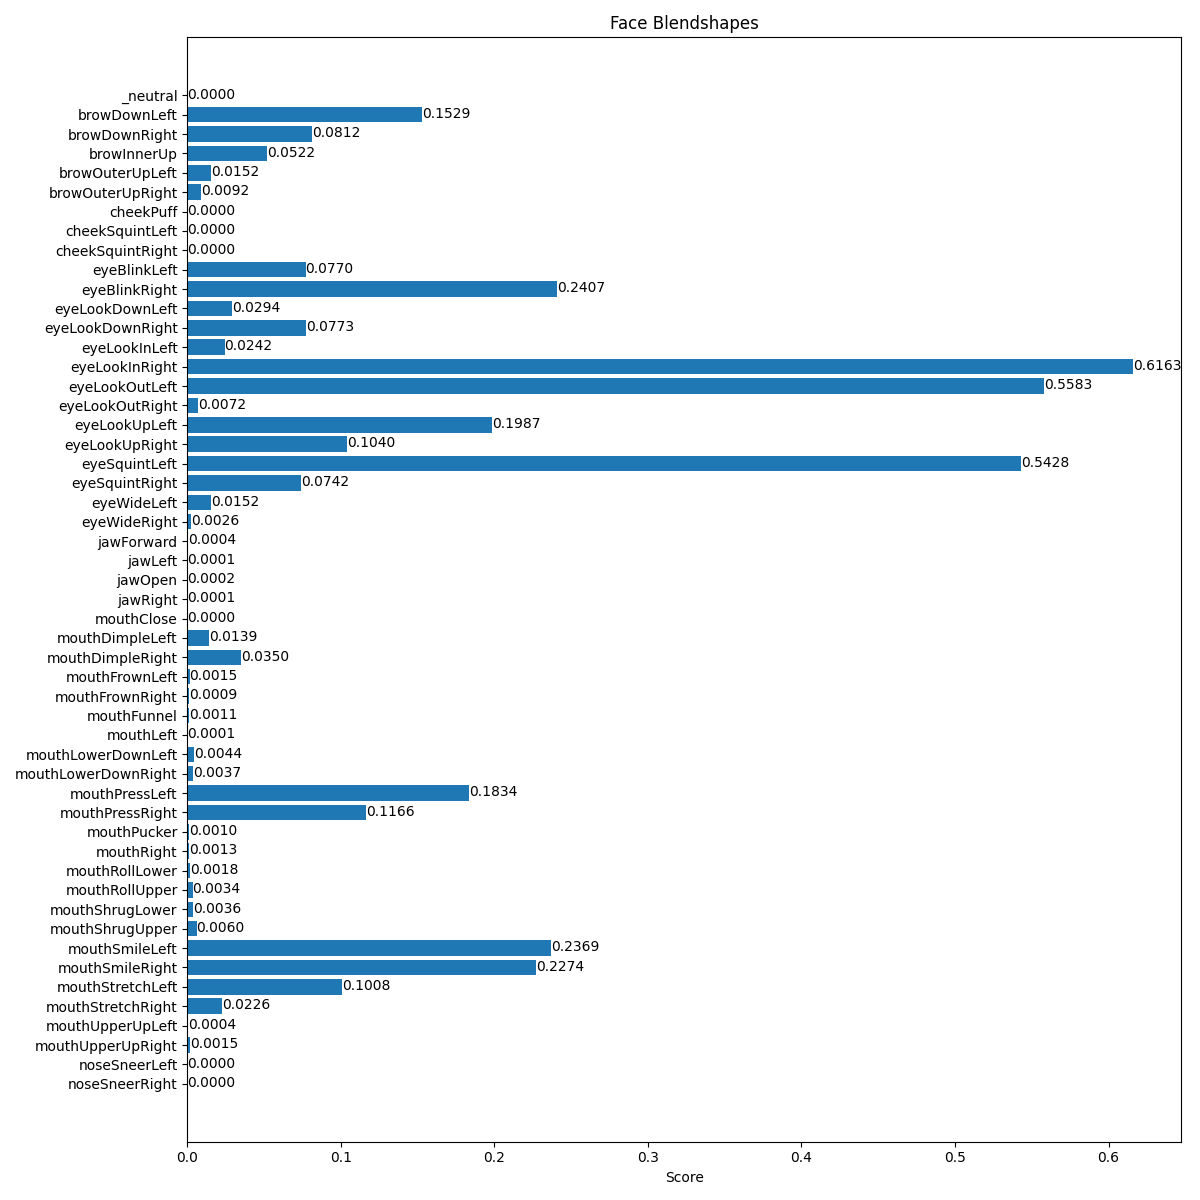 Face Blendshapes
_neutral 0.0000
browDownLeft 0.1529
browDownRight 0.0812
browInnerUp 0.0522
browOuterUpLeft 0.0152
browOuterUpRight 0.0092
cheekPuff 0.0000
cheekSquintLeft 0.0000
cheekSquintRight 0.0000
eyeBlinkLeft 0.0770
eyeBlinkRight 0.2407
eyeLookDownLeft 0.0294
eyeLookDownRight 0.0773
eyeLookInLeft 0.0242
eyeLookInRight 0.6163
eyeLookOutLeft 0.5583
eyeLookOutRight 0.0072
eyeLookUpLeft 0.1987
eyeLookUpRight 0.1040
eyeSquintLeft 0.5428
eyeSquintRight 0.0742
eyeWideLeft 0.0152
eyeWideRight 0.0026
jawForward 0.0004
jawLeft 0.0001
jawOpen 0.0002
jawRight 0.0001
mouthClose 0.0000
mouthDimpleLeft 0.0139
mouthDimpleRight 0.0350
mouthFrownLeft 0.0015
mouthFrownRight 0.0009
mouthFunnel 0.0011
mouthLeft 0.0001
mouthLowerDownLeft 0.0044
mouthLowerDownRight 0.0037
mouthPressLeft 0.1834
mouthPressRight 0.1166
mouthPucker 0.0010
mouthRight 0.0013
mouthRollLower 0.0018
mouthRollUpper 0.0034
mouthShrugLower 0.0036
mouthShrugUpper 0.0060
mouthSmileLeft 0.2369
mouthSmileRight 0.2274
mouthStretchLeft 0.1008
mouthStretchRight 0.0226
mouthUpperUpLeft 0.0004
mouthUpperUpRight 0.0015
noseSneerLeft 0.0000
noseSneerRight 0.0000
0.0 0.1 0.2 0.3 0.4 0.5 0.6
Score